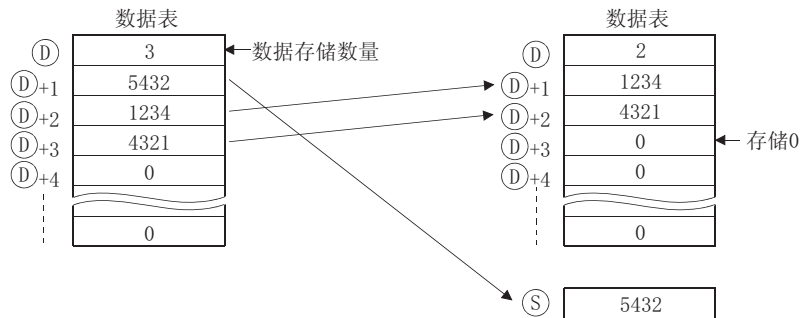 数据表 数据表
D 3 数据存储数量 D 2
D+1 5432 D+1 1234
D+2 1234 D+2 4321
D+3 4321 D+3 0 存储0
D+4 0 D+4
0 0
S 5432